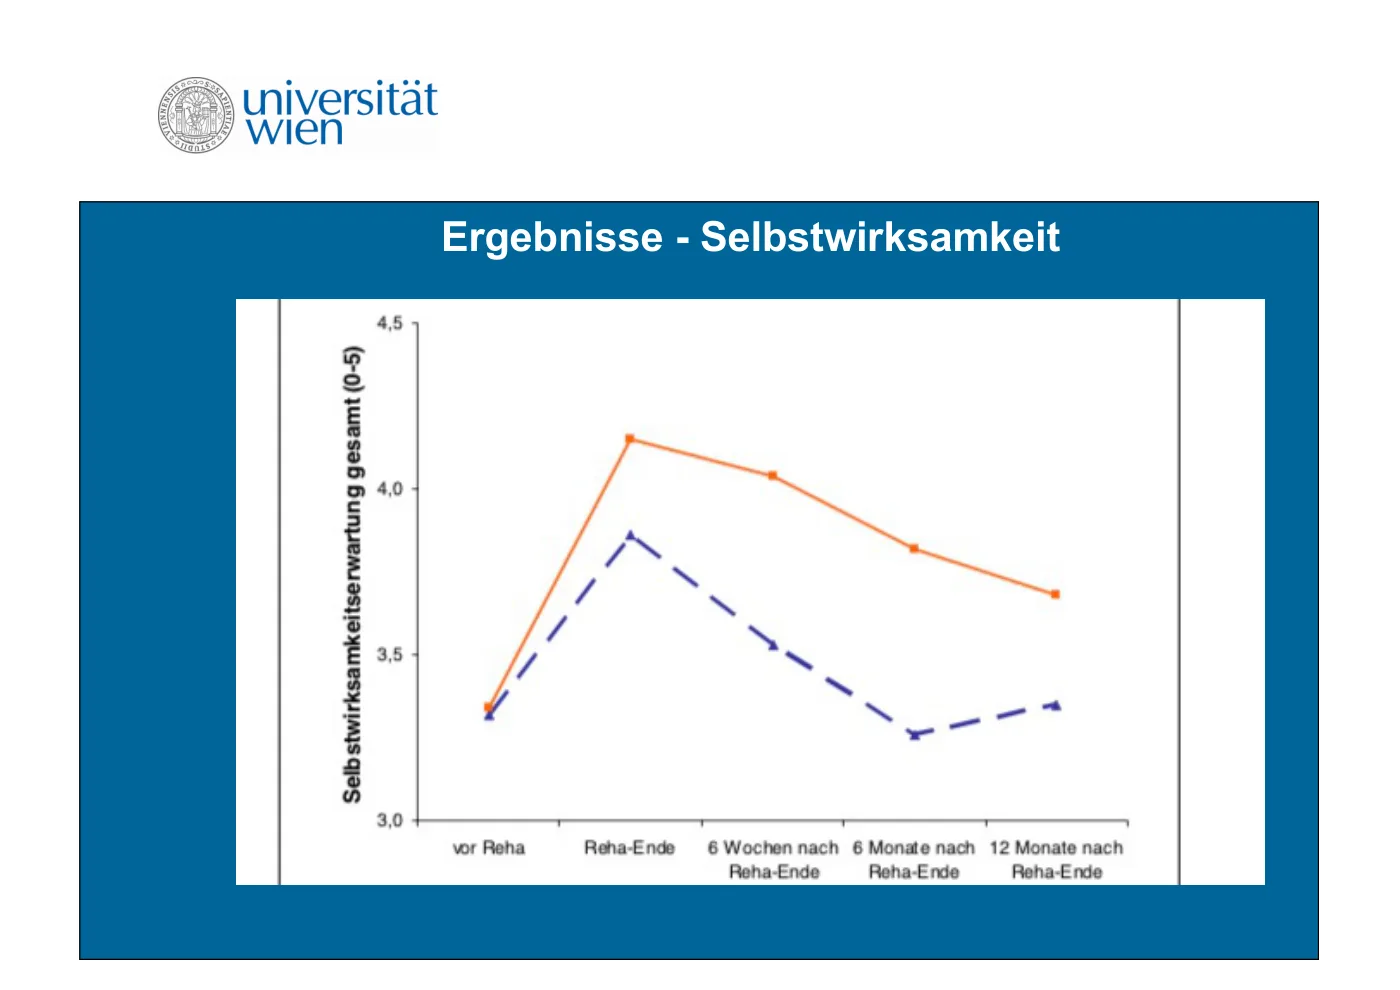 universität
wien
Ergebnisse - Selbstwirksamkeit
Selbstwirksamkeitserwartung gesamt (0-5)
4,5
4,0
3,5
3,0
vor Reha
Reha-Ende
6 Wochen nach
Reha-Ende
6 Monate nach
Reha-Ende
12 Monate nach
Reha-Ende